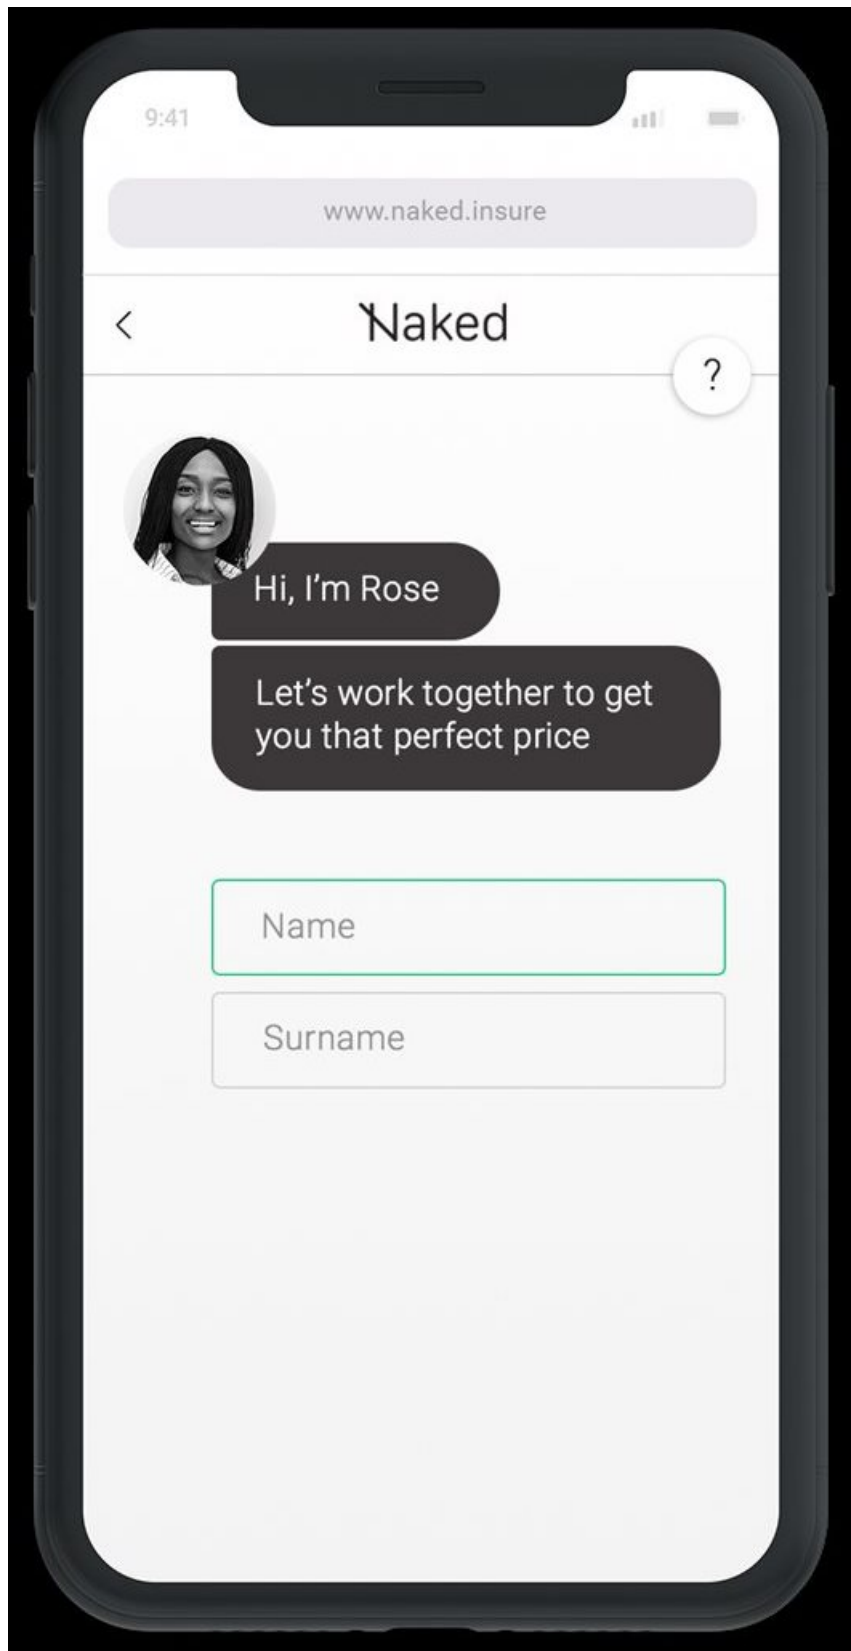 9:41
www.naked.insure
Naked
?
Hi, I’m Rose
Let’s work together to get
you that perfect price
Name
Surname